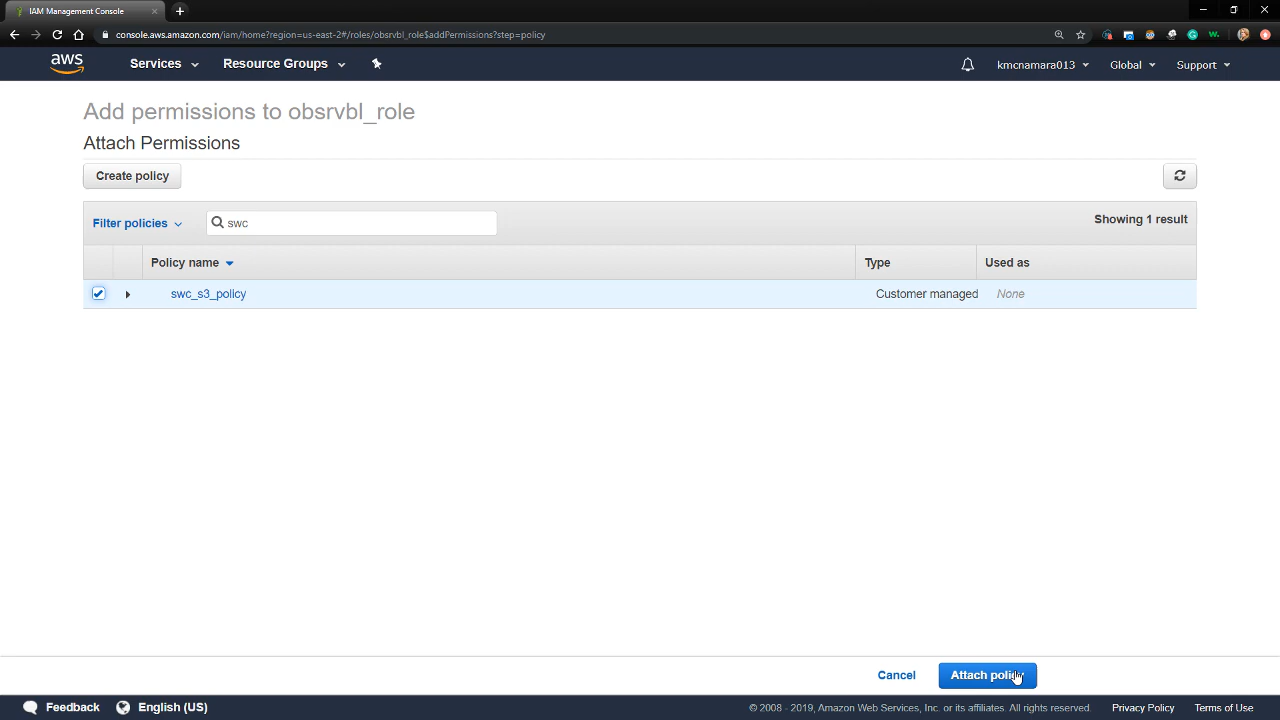 IAM Management Console
console.aws.amazon.com/iam/home?region=us-east-2#/roles/obsrvbl_role$addPermissions?step=policy
aws
Services
Resource Groups
kmcnamara013
Global
Support
Add permissions to obsrvbl_role
Attach Permissions
Create policy
Filter policies
swc
Showing 1 result
Policy name
Type
Used as
swc_s3_policy
Customer managed
None
Cancel
Attach policy
Feedback
English (US)
© 2008 - 2019, Amazon Web Services, Inc. or its affiliates. All rights reserved.
Privacy Policy
Terms of Use